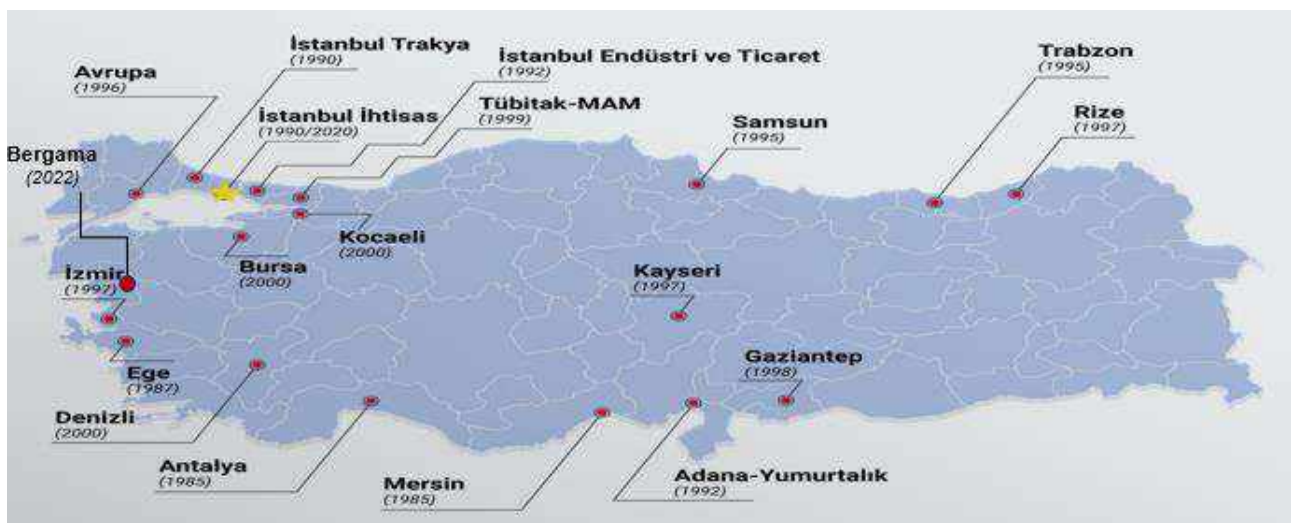 İstanbul Trakya
(1990)
İstanbul Endüstri ve Ticaret
(1992)
Trabzon
(1995)
Avrupa
(1996)
İstanbul İhtisas
(1990/2020)
Tübitak-MAM
(1999)
Samsun
(1995)
Rize
(1997)
Bergama
(2022)
Kocaeli
(2000)
İzmir
(1997)
Bursa
(2000)
Kayseri
(1997)
Ege
(1987)
Gaziantep
(1998)
Denizli
(2000)
Antalya
(1985)
Mersin
(1985)
Adana-Yumurtalık
(1992)